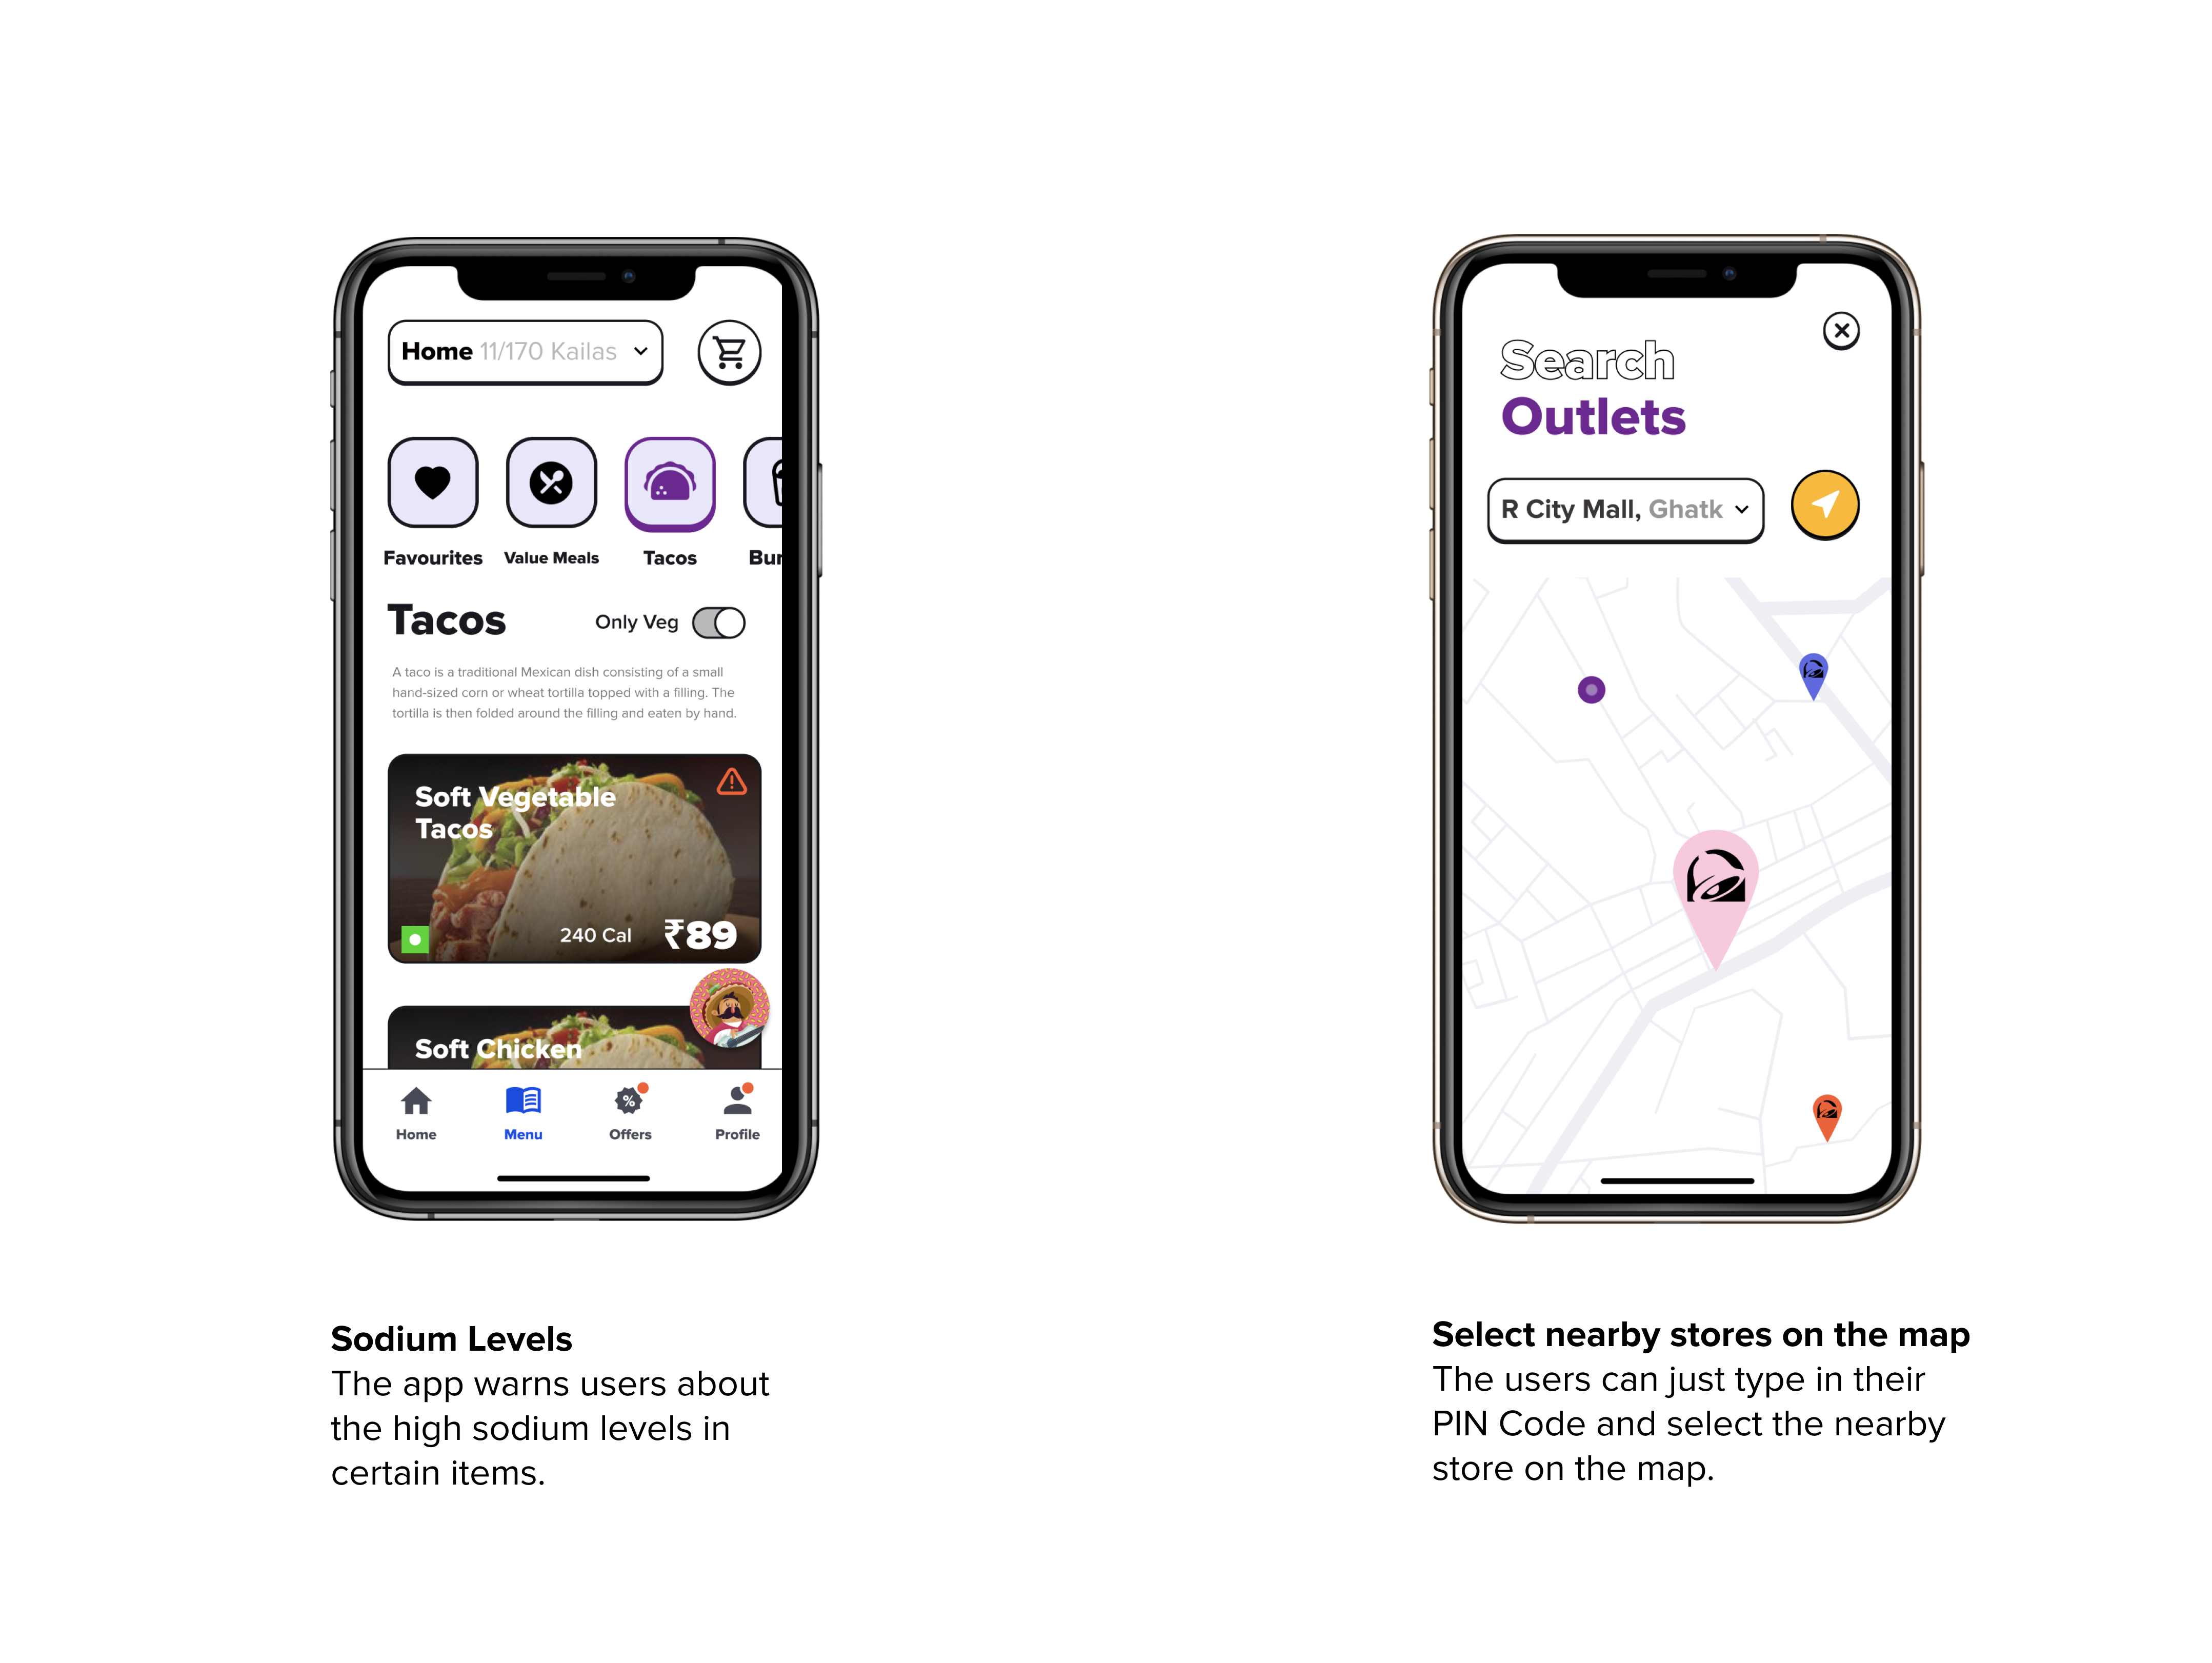 Home 11/170 Kailas
Favourites
Value Meals
Tacos
Bur
Tacos
Only Veg
A taco is a traditional Mexican dish consisting of a small
hand-sized corn or wheat tortilla topped with a filling. The
tortilla is then folded around the filling and eaten by hand.
Soft Vegetable
Tacos
240 Cal
₹89
Soft Chicken
%
Home
Menu
Offers
Profile
Sodium Levels
The app warns users about
the high sodium levels in
certain items.
Search
Outlets
R City Mall, Ghatk
Select nearby stores on the map
The users can just type in their
PIN Code and select the nearby
store on the map.